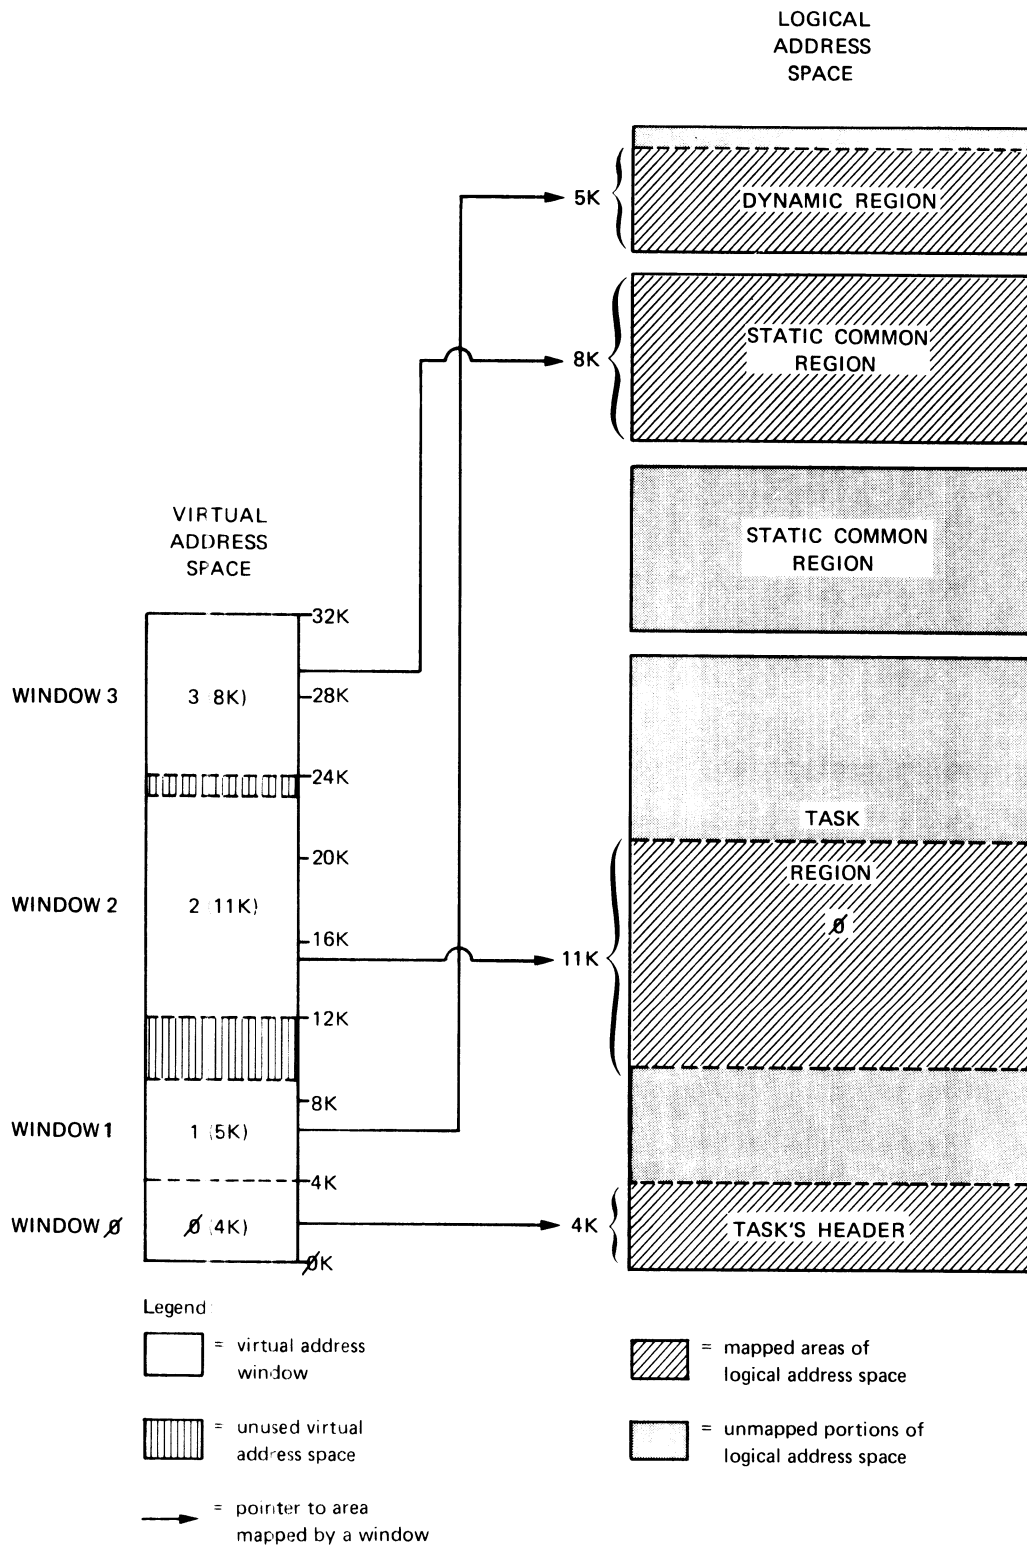 LOGICAL
ADDRESS
SPACE
5K
DYNAMIC REGION
8K
STATIC COMMON
REGION
STATIC COMMON
REGION
VIRTUAL
ADDRESS
SPACE
32K
WINDOW 3
3 (8K)
28K
24K
TASK
20K
REGION
WINDOW 2
2 (11K)
Ø
16K
11K
12K
8K
WINDOW 1
1 (5K)
4K
WINDOW Ø
Ø (4K)
4K
TASK'S HEADER
ØK
Legend:
= virtual address
window
= unused virtual
address space
= pointer to area
mapped by a window
= mapped areas of
logical address space
= unmapped portions of
logical address space